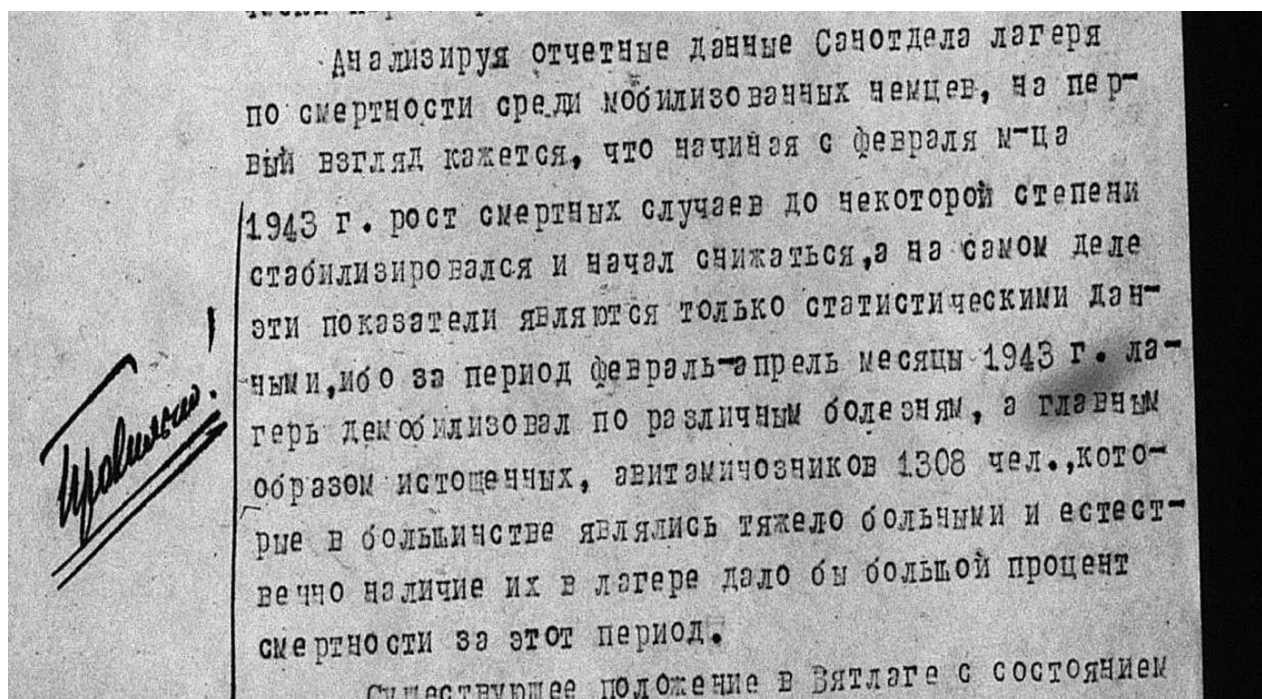 Анализируя отчетные данные Санотдела лагеря
по смертности среди мобилизованных немцев, на пер-
вый взгляд кажется, что начиная с февраля м-ца
1943 г. рост смертных случаев до некоторой степени
стабилизировался и начал снижаться,а на самом деле
эти показатели являются только статистическими дан-
ными,ибо за период февраль-апрель месяцы 1943 г. ла-
герь демобилизовал по различным болезням, а главным
образом истощенных, авитаминозников 1308 чел.,кото-
рые в большинстве являлись тяжело больными и естест-
венно наличие их в лагере дало бы большой процент
смертности за этот период.
Существующее положение в Вятлаге с состоянием
Правильно!